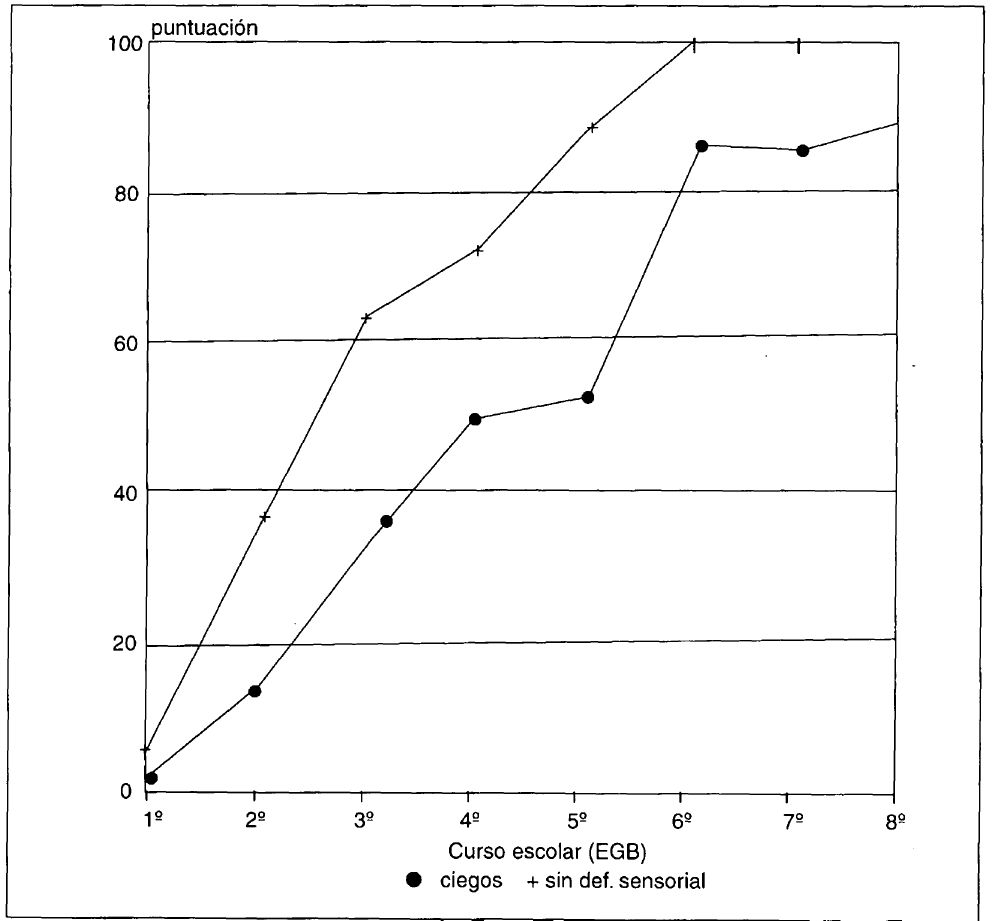 puntuación
100
80
60
40
20
0
1º 2º 3º 4º 5º 6º 7º 8º
Curso escolar (EGB)
● ciegos + sin def. sensorial